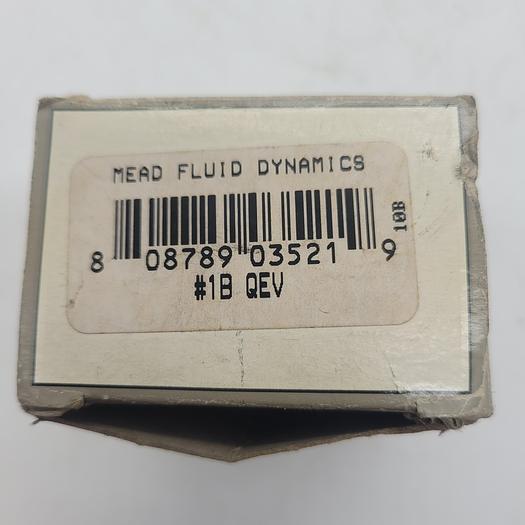 MEAD FLUID DYNAMICS
8 08789 03521 9
10B
#1B QEV